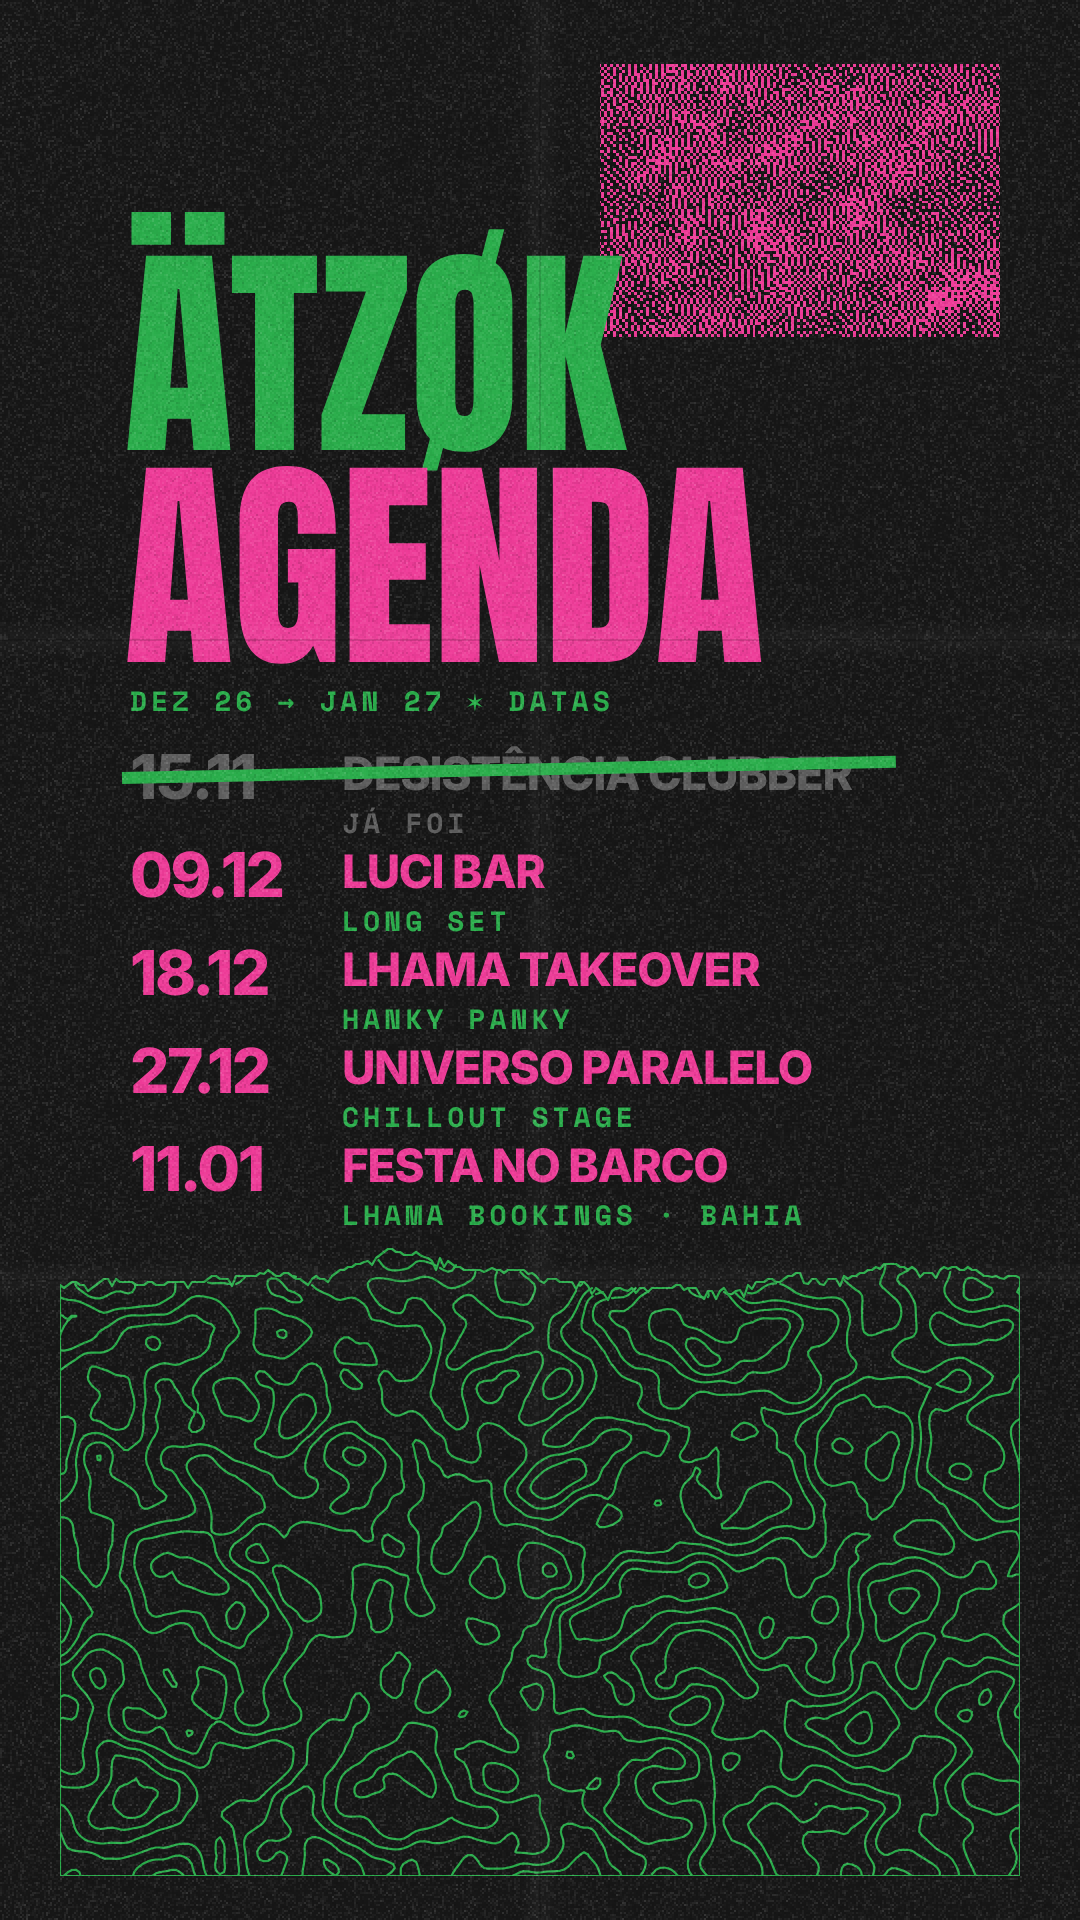 ÄTZØK
AGENDA
DEZ 26 → JAN 27 ✶ DATAS
15.11 DESISTÊNCIA CLUBBER
JÁ FOI
09.12 LUCI BAR
LONG SET
18.12 LHAMA TAKEOVER
HANKY PANKY
27.12 UNIVERSO PARALELO
CHILLOUT STAGE
11.01 FESTA NO BARCO
LHAMA BOOKINGS · BAHIA